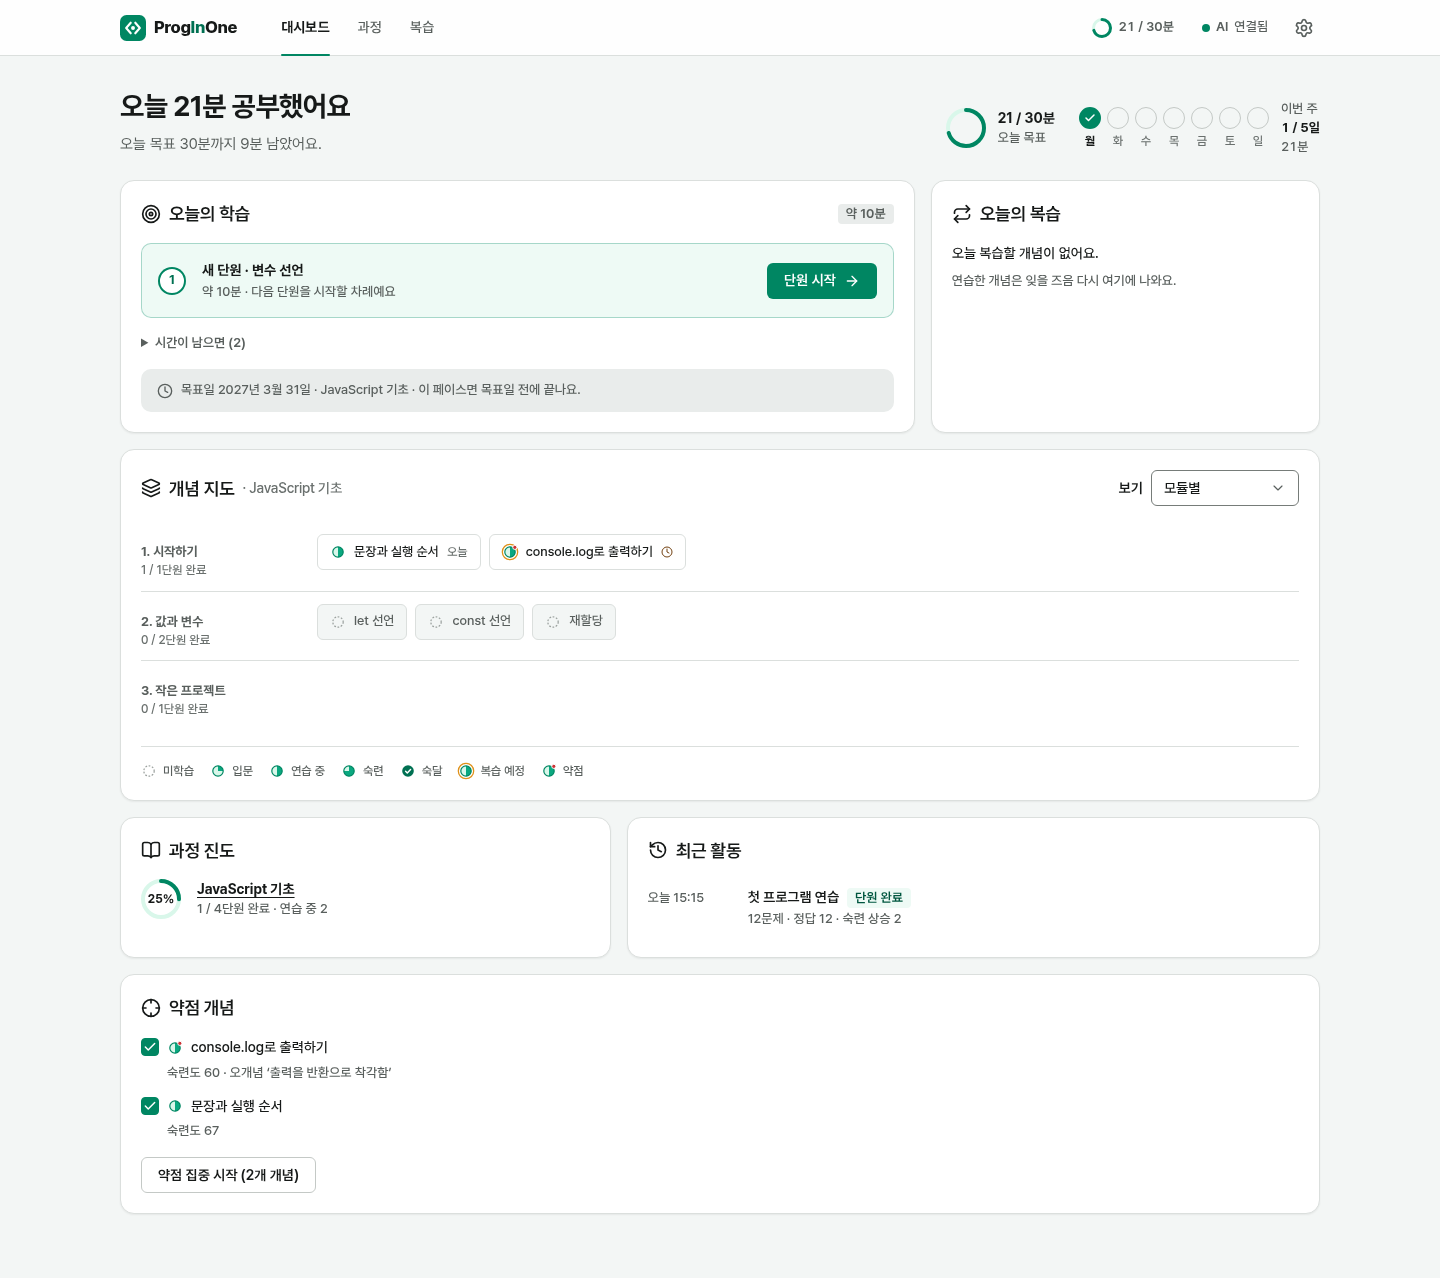 ProgInOne
대시보드
과정
복습
21 / 30분
AI 연결됨
오늘 21분 공부했어요
오늘 목표 30분까지 9분 남았어요.
21 / 30분
오늘 목표
월 화 수 목 금 토 일
이번 주
1 / 5일
21분
오늘의 학습
약 10분
1
새 단원 · 변수 선언
약 10분 · 다음 단원을 시작할 차례예요
단원 시작
시간이 남으면 (2)
목표일 2027년 3월 31일 · JavaScript 기초 · 이 페이스면 목표일 전에 끝나요.
오늘의 복습
오늘 복습할 개념이 없어요.
연습한 개념은 잊을 즈음 다시 여기에 나와요.
개념 지도 · JavaScript 기초
보기
모듈별
1. 시작하기
1 / 1단원 완료
문장과 실행 순서 오늘
console.log로 출력하기
2. 값과 변수
0 / 2단원 완료
let 선언
const 선언
재할당
3. 작은 프로젝트
0 / 1단원 완료
미학습
입문
연습 중
숙련
숙달
복습 예정
약점
과정 진도
25%
JavaScript 기초
1 / 4단원 완료 · 연습 중 2
최근 활동
오늘 15:15
첫 프로그램 연습 단원 완료
12문제 · 정답 12 · 숙련 상승 2
약점 개념
console.log로 출력하기
숙련도 60 · 오개념 ‘출력을 반환으로 착각함’
문장과 실행 순서
숙련도 67
약점 집중 시작 (2개 개념)